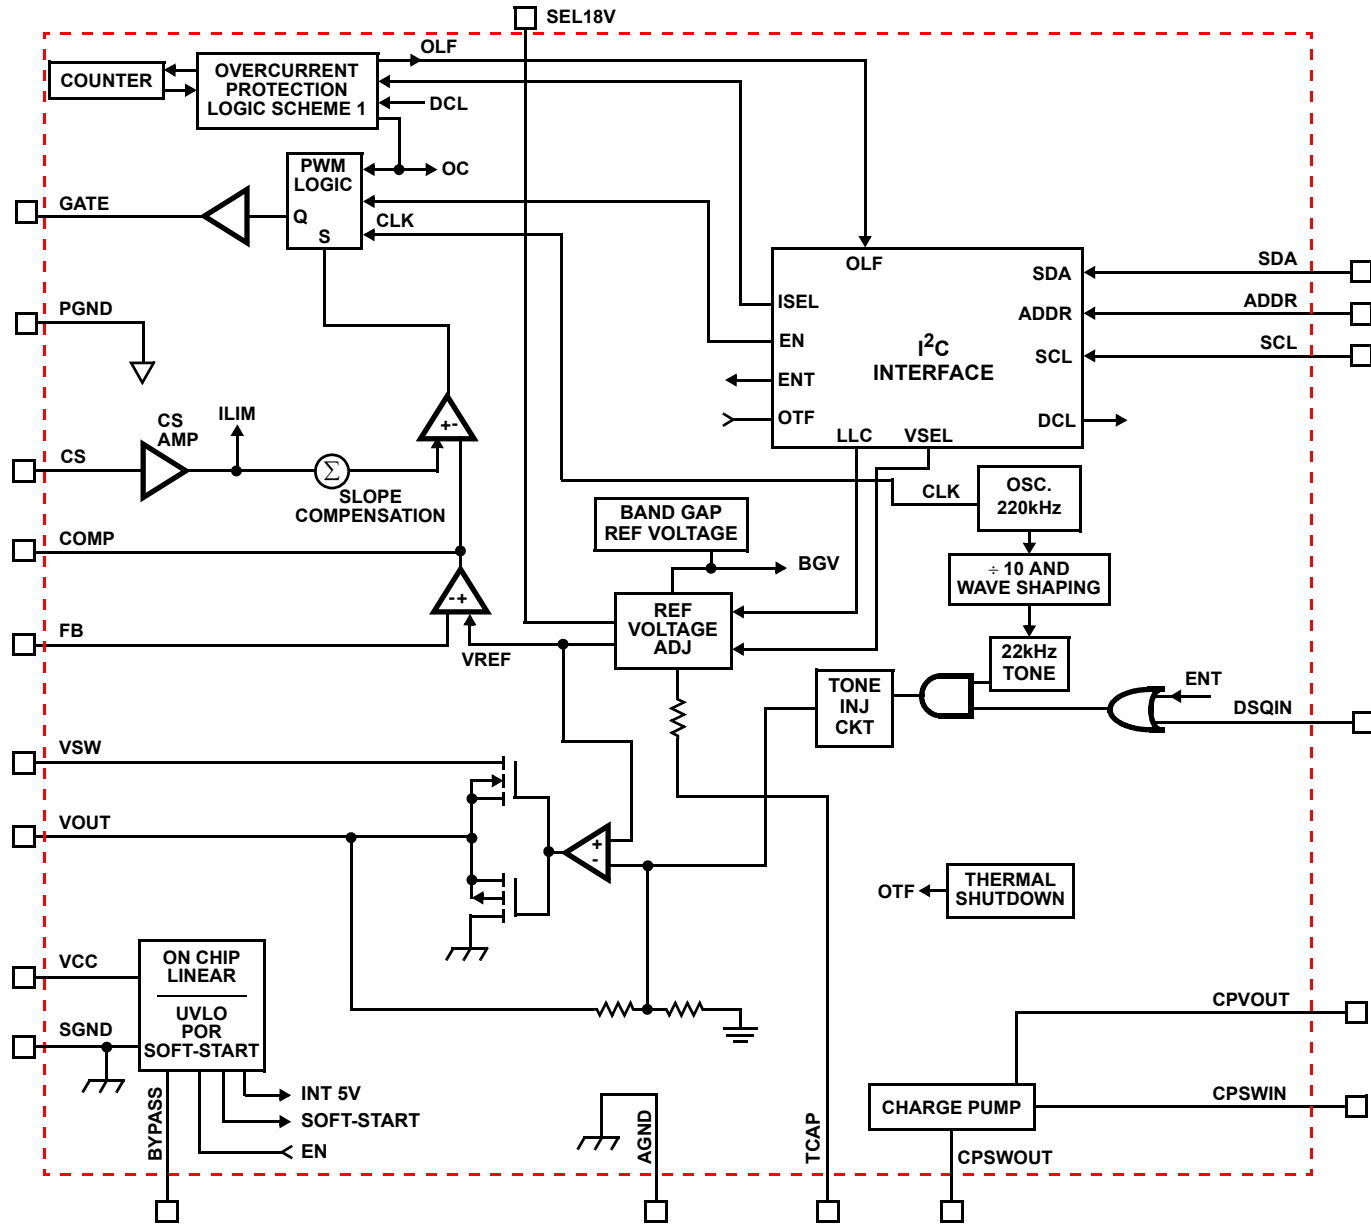 SEL18V
OLF
COUNTER
OVERCURRENT
PROTECTION
LOGIC SCHEME 1
DCL
PWM
LOGIC
OC
Q
S
CLK
GATE
PGND
OLF
ISEL
EN
ENT
OTF
LLC
VSEL
I²C
INTERFACE
SDA
ADDR
SCL
DCL
SDA
ADDR
SCL
CS
AMP
ILIM
CS
+-
Σ
SLOPE
COMPENSATION
COMP
-+
FB
VREF
BAND GAP
REF VOLTAGE
BGV
REF
VOLTAGE
ADJ
CLK
OSC.
220kHz
÷ 10 AND
WAVE SHAPING
22kHz
TONE
TONE
INJ
CKT
ENT
DSQIN
VSW
VOUT
+
-
OTF
THERMAL
SHUTDOWN
VCC
SGND
ON CHIP
LINEAR
UVLO
POR
SOFT-START
INT 5V
SOFT-START
EN
BYPASS
AGND
TCAP
CHARGE PUMP
CPVOUT
CPSWIN
CPSWOUT